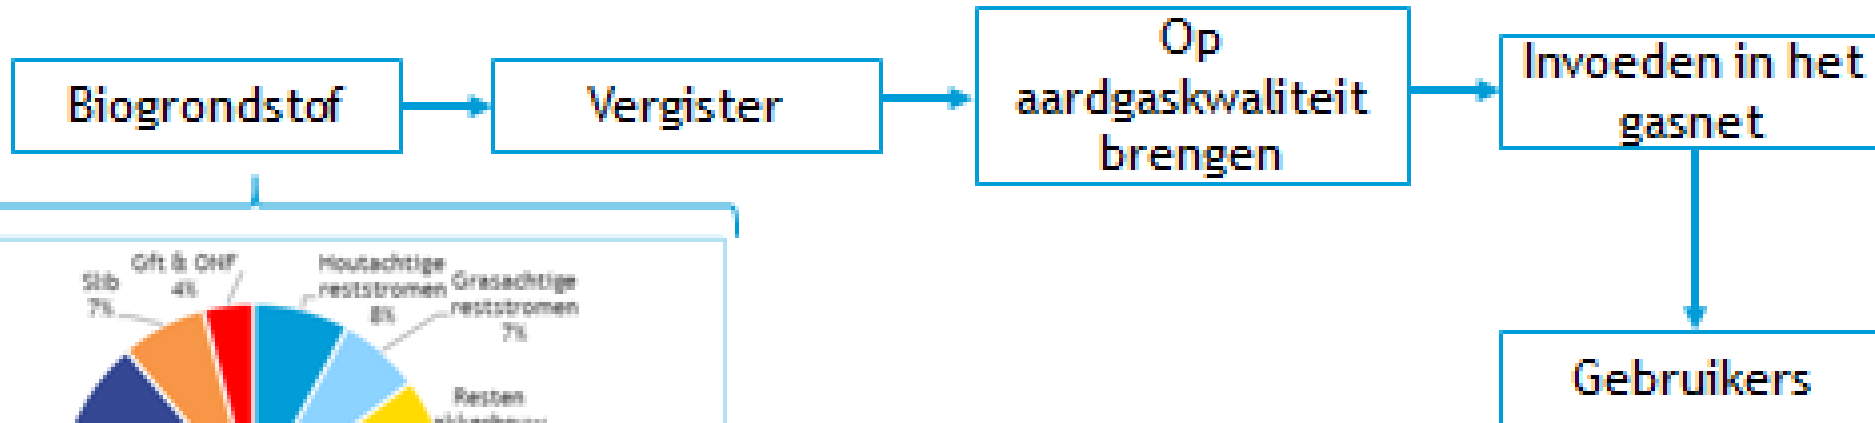 Biogrondstof
Vergister
Op
aardgaskwaliteit
brengen
Invoeden in het
gasnet
Gebruikers
Slib
7%
Gft & ONF
4%
Houtachtige
reststromen
8%
Grasachtige
reststromen
7%
Resten